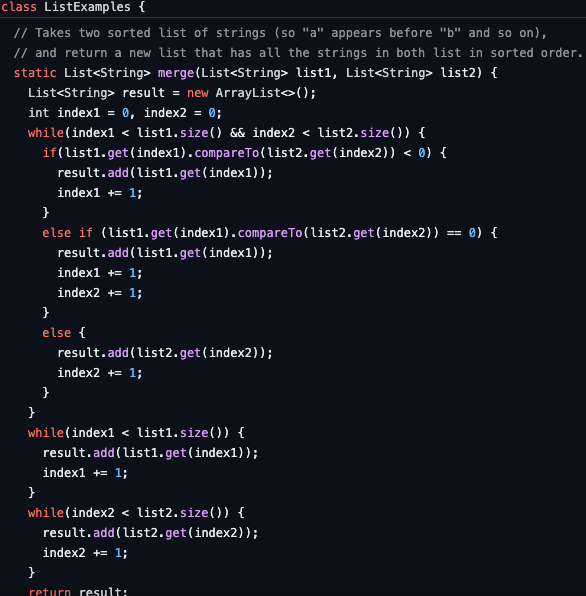 class ListExamples {
// Takes two sorted list of strings (so "a" appears before "b" and so on),
// and return a new list that has all the strings in both list in sorted order.
static List<String> merge(List<String> list1, List<String> list2) {
List<String> result = new ArrayList<>();
int index1 = 0, index2 = 0;
while(index1 < list1.size() && index2 < list2.size()) {
if(list1.get(index1).compareTo(list2.get(index2)) < 0) {
result.add(list1.get(index1));
index1 += 1;
}
else if (list1.get(index1).compareTo(list2.get(index2)) == 0) {
result.add(list1.get(index1));
index1 += 1;
index2 += 1;
}
else {
result.add(list2.get(index2));
index2 += 1;
}
}
while(index1 < list1.size()) {
result.add(list1.get(index1));
index1 += 1;
}
while(index2 < list2.size()) {
result.add(list2.get(index2));
index2 += 1;
}
return result;